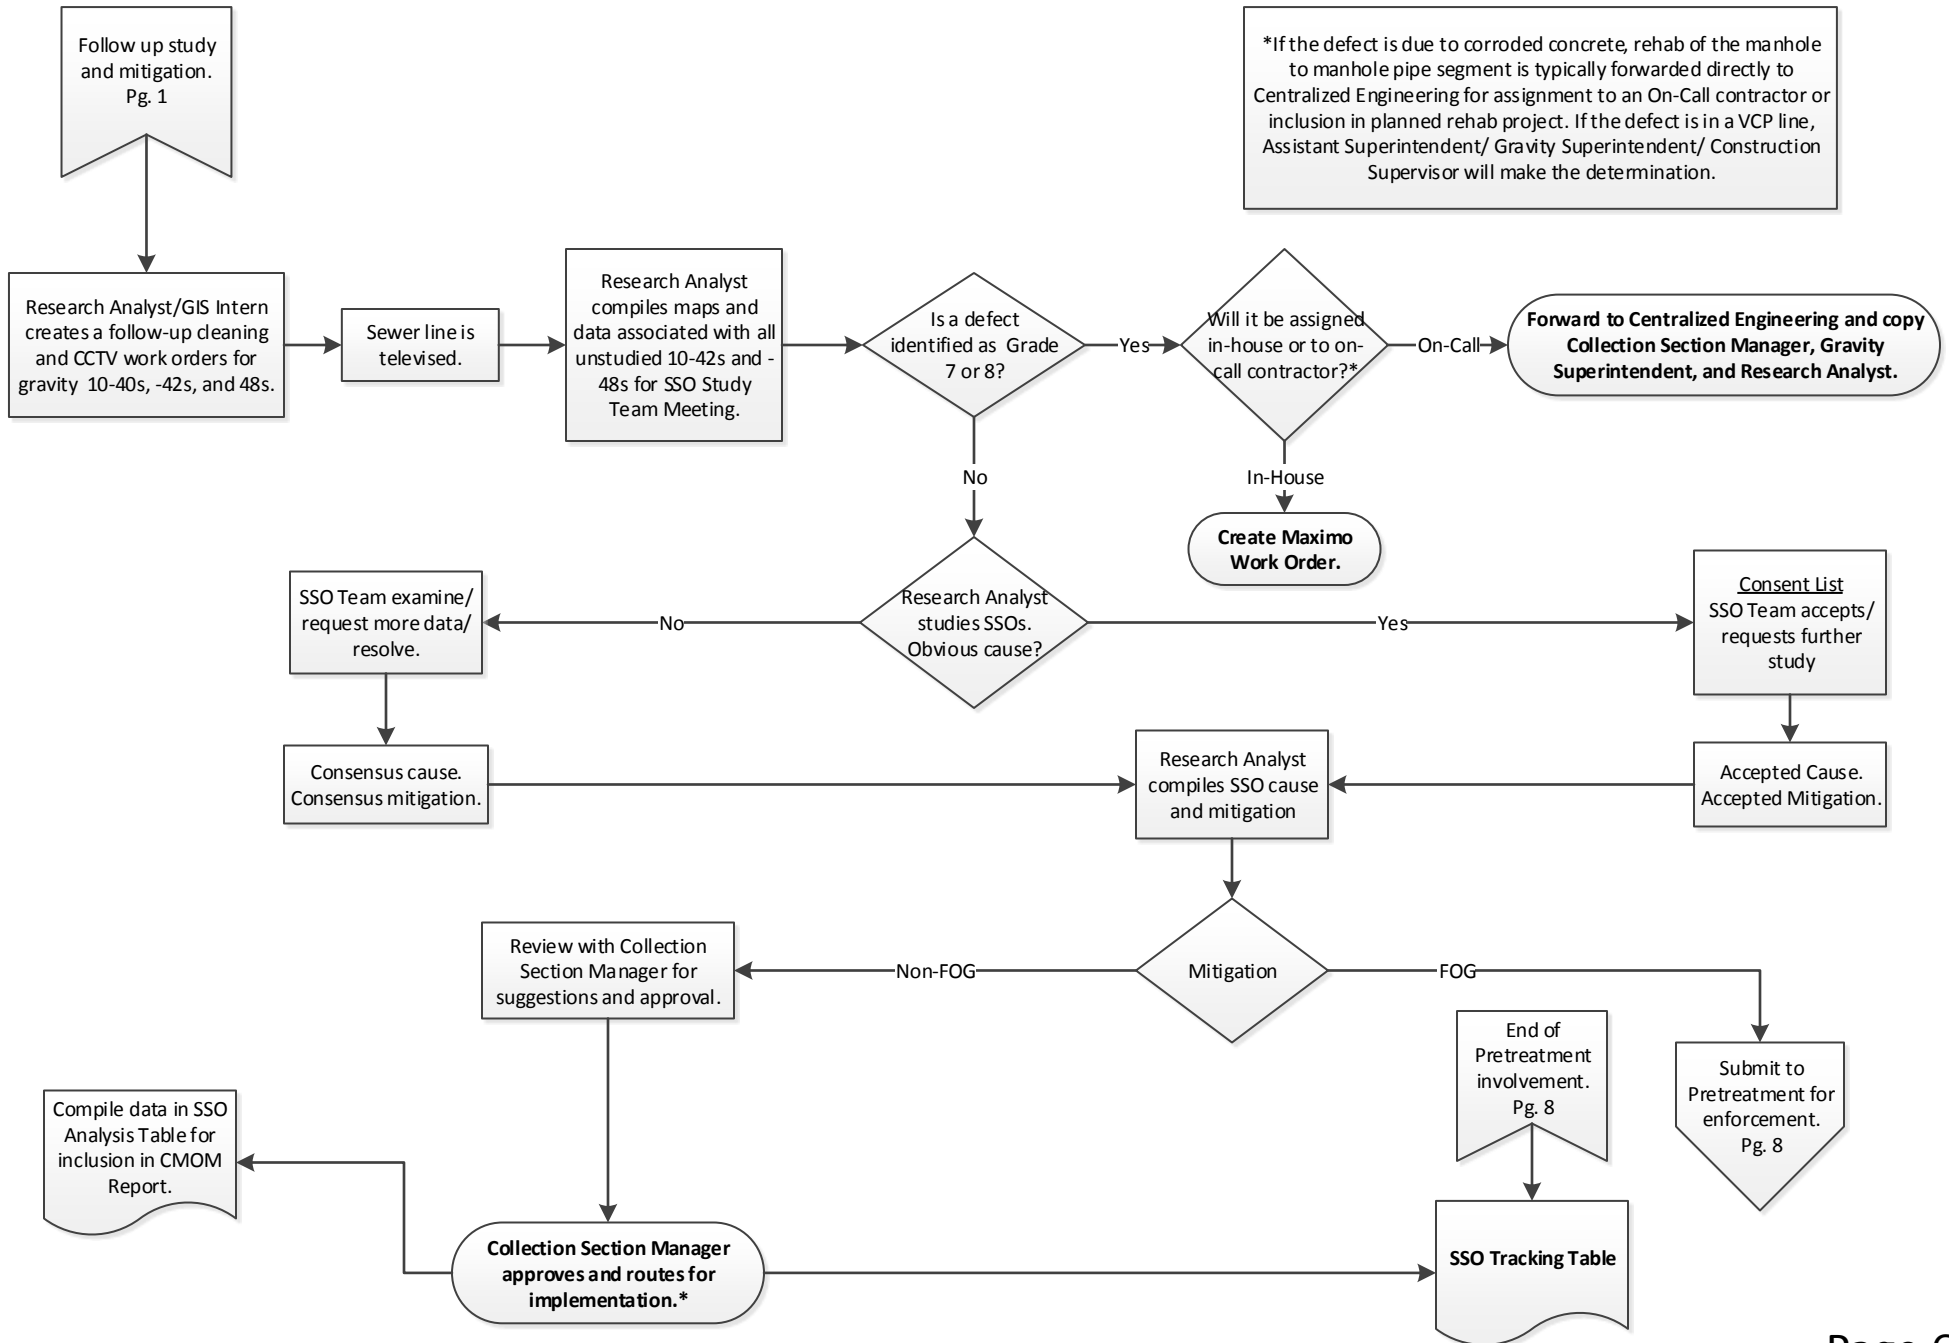 Follow up study
and mitigation.
Pg. 1
*If the defect is due to corroded concrete, rehab of the manhole
to manhole pipe segment is typically forwarded directly to
Centralized Engineering for assignment to an On-Call contractor or
inclusion in planned rehab project. If the defect is in a VCP line,
Assistant Superintendent/ Gravity Superintendent/ Construction
Supervisor will make the determination.
Research Analyst/GIS Intern
creates a follow-up cleaning
and CCTV work orders for
gravity 10-40s, -42s, and 48s.
Sewer line is
televised.
Research Analyst
compiles maps and
data associated with all
unstudied 10-42s and -
48s for SSO Study
Team Meeting.
Is a defect
identified as Grade
7 or 8?
Yes
Will it be assigned
in-house or to on-
call contractor?*
On-Call
Forward to Centralized Engineering and copy
Collection Section Manager, Gravity
Superintendent, and Research Analyst.
No
In-House
Create Maximo
Work Order.
SSO Team examine/
request more data/
resolve.
No
Research Analyst
studies SSOs.
Obvious cause?
Yes
Consent List
SSO Team accepts/
requests further
study
Consensus cause.
Consensus mitigation.
Research Analyst
compiles SSO cause
and mitigation
Accepted Cause.
Accepted Mitigation.
Review with Collection
Section Manager for
suggestions and approval.
Non-FOG
Mitigation
FOG
End of
Pretreatment
involvement.
Pg. 8
Submit to
Pretreatment for
enforcement.
Pg. 8
Compile data in SSO
Analysis Table for
inclusion in CMOM
Report.
Collection Section Manager
approves and routes for
implementation.*
SSO Tracking Table
Page